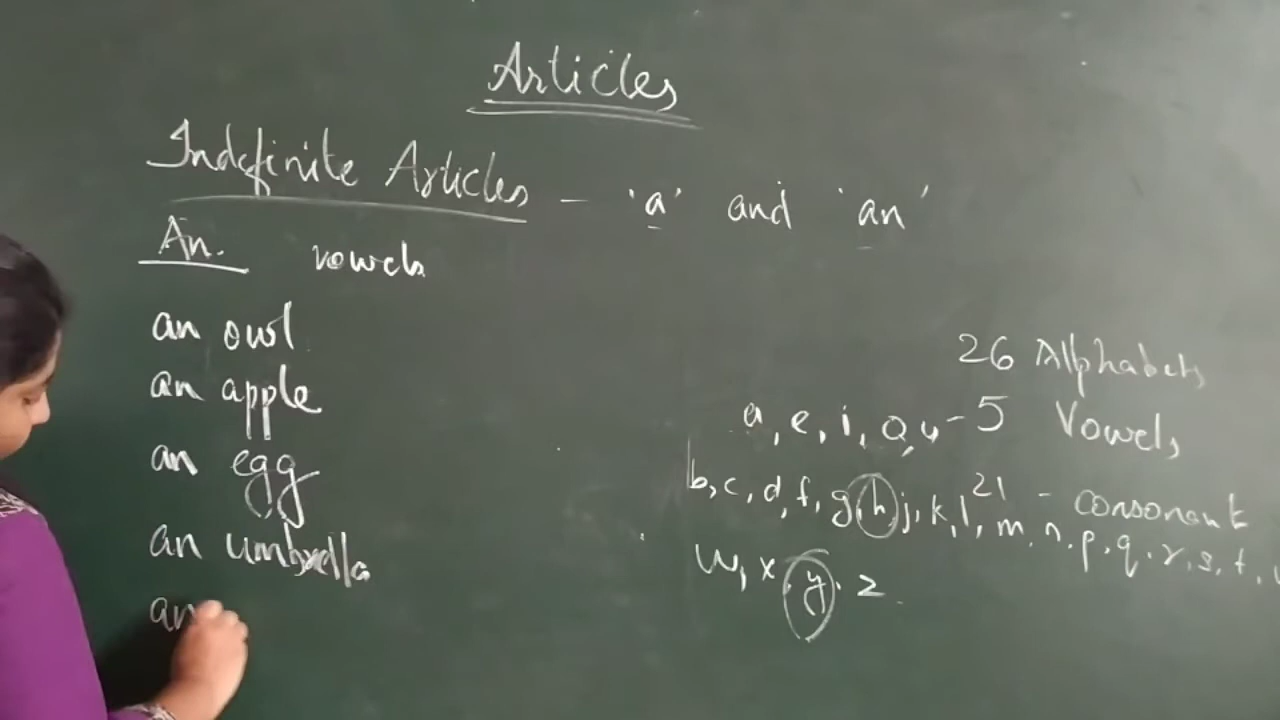 Articles
Indefinite Articles – 'a' and 'an'
An. vowels
an owl
an apple
an egg
an umbrella
an
26 Alphabets
a, e, i, o, u - 5 Vowels
b, c, d, f, g, h, j, k, l, m, n, p, q, r, s, t, 21 - consonant
w, x, y, z